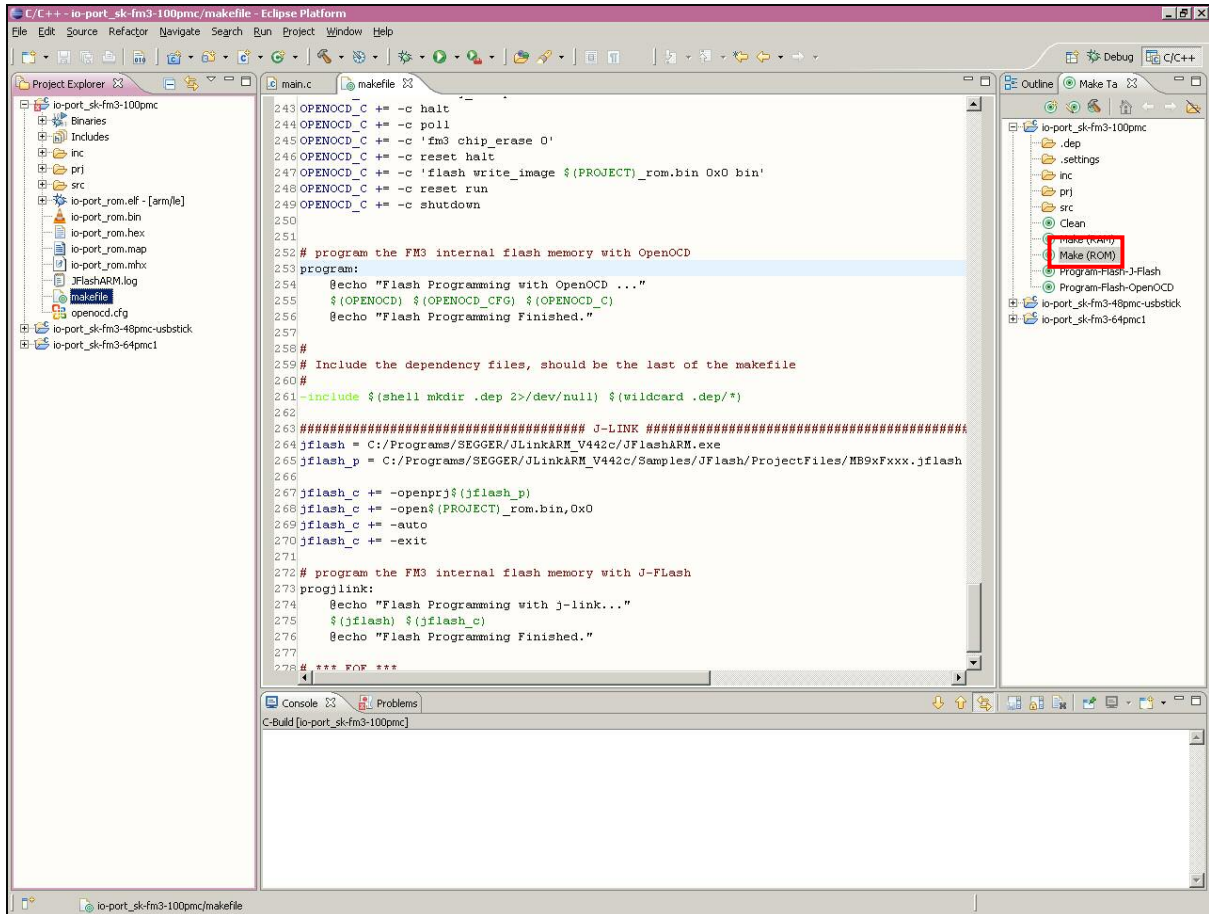 C/C++ - io-port_sk-fm3-100pmc/makefile - Eclipse Platform
File Edit Source Refactor Navigate Search Run Project Window Help
Debug C/C++
Project Explorer
io-port_sk-fm3-100pmc
Binaries
Includes
inc
prj
src
io-port_rom.elf - [arm/le]
io-port_rom.bin
io-port_rom.hex
io-port_rom.map
io-port_rom.mhx
JFlashARM.log
makefile
openocd.cfg
io-port_sk-fm3-48pmc-usbstick
io-port_sk-fm3-64pmc1
main.c makefile
243 OPENOCD_C += -c halt
244 OPENOCD_C += -c poll
245 OPENOCD_C += -c 'fm3 chip_erase 0'
246 OPENOCD_C += -c reset halt
247 OPENOCD_C += -c 'flash write_image $(PROJECT)_rom.bin 0x0 bin'
248 OPENOCD_C += -c reset run
249 OPENOCD_C += -c shutdown
250
251
252 # program the FM3 internal flash memory with OpenOCD
253 program:
254 @echo "Flash Programming with OpenOCD ..."
255 $(OPENOCD) $(OPENOCD_CFG) $(OPENOCD_C)
256 @echo "Flash Programming Finished."
257
258 #
259 # Include the dependency files, should be the last of the makefile
260 #
261 -include $(shell mkdir .dep 2>/dev/null) $(wildcard .dep/*)
262
263 ###################################### J-LINK ###########################################
264 jflash = C:/Programs/SEGGER/JLinkARM_V442c/JFlashARM.exe
265 jflash_p = C:/Programs/SEGGER/JLinkARM_V442c/Samples/JFlash/ProjectFiles/MB9xFxxx.jflash
266
267 jflash_c += -openprj$(jflash_p)
268 jflash_c += -open$(PROJECT)_rom.bin,0x0
269 jflash_c += -auto
270 jflash_c += -exit
271
272 # program the FM3 internal flash memory with J-FLash
273 progjlink:
274 @echo "Flash Programming with j-link..."
275 $(jflash) $(jflash_c)
276 @echo "Flash Programming Finished."
277
278 # *** EOF ***
Outline Make Ta
io-port_sk-fm3-100pmc
.dep
.settings
inc
prj
src
Clean
Make (RAM)
Make (ROM)
Program-Flash-J-Flash
Program-Flash-OpenOCD
io-port_sk-fm3-48pmc-usbstick
io-port_sk-fm3-64pmc1
Console Problems
C-Build [io-port_sk-fm3-100pmc]
io-port_sk-fm3-100pmc/makefile